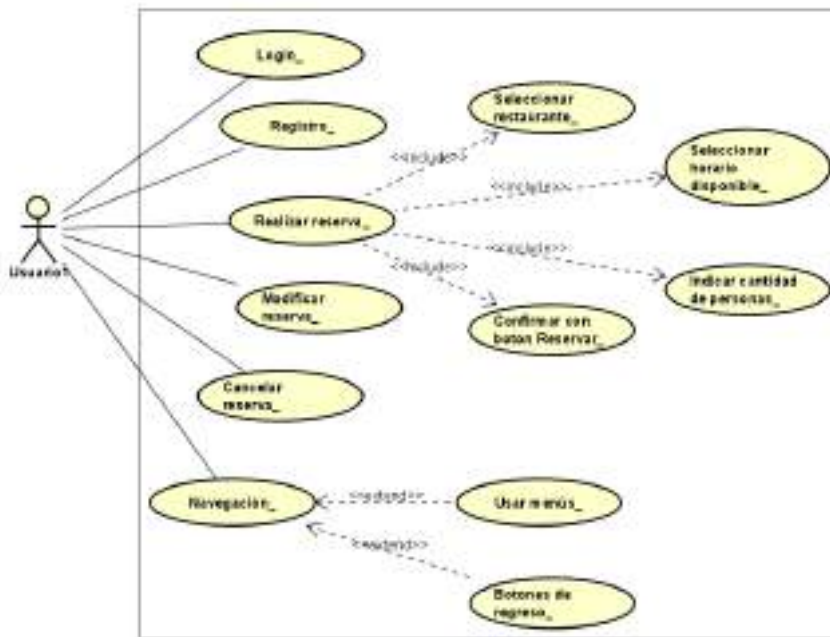 Login_
Registro_
Seleccionar
restaurante_
Seleccionar
horario
disponible_
<<include>>
<<include>>
Realizar reserva_
<<include>>
<<include>>
Usuario1
Modificar
reserva_
Indicar cantidad
de personas_
Confirmar con
boton Reservar_
Cancelar
reserva_
Navegación_
<<extend>>
Usar menús_
<<extend>>
Botones de
regreso_